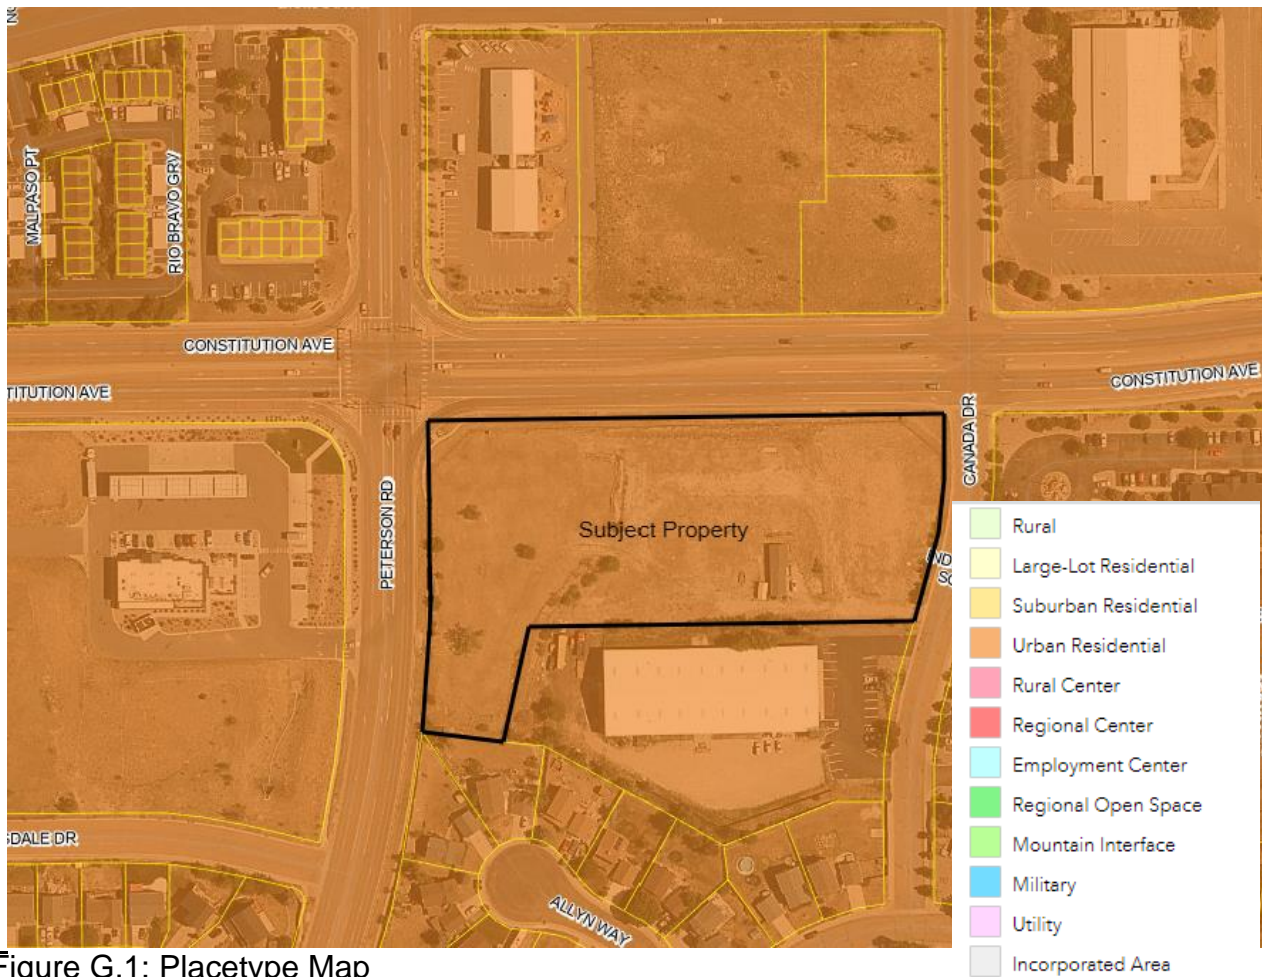 MALPASO PT
RIO BRAVO GRV
CONSTITUTION AVE
TITUTION AVE
CONSTITUTION AVE
PETERSON RD
CANADA DR
Subject Property
SDALE DR
ALLYN WAY
Rural
Large-Lot Residential
Suburban Residential
Urban Residential
Rural Center
Regional Center
Employment Center
Regional Open Space
Mountain Interface
Military
Utility
Incorporated Area
Figure G.1: Placetype Map